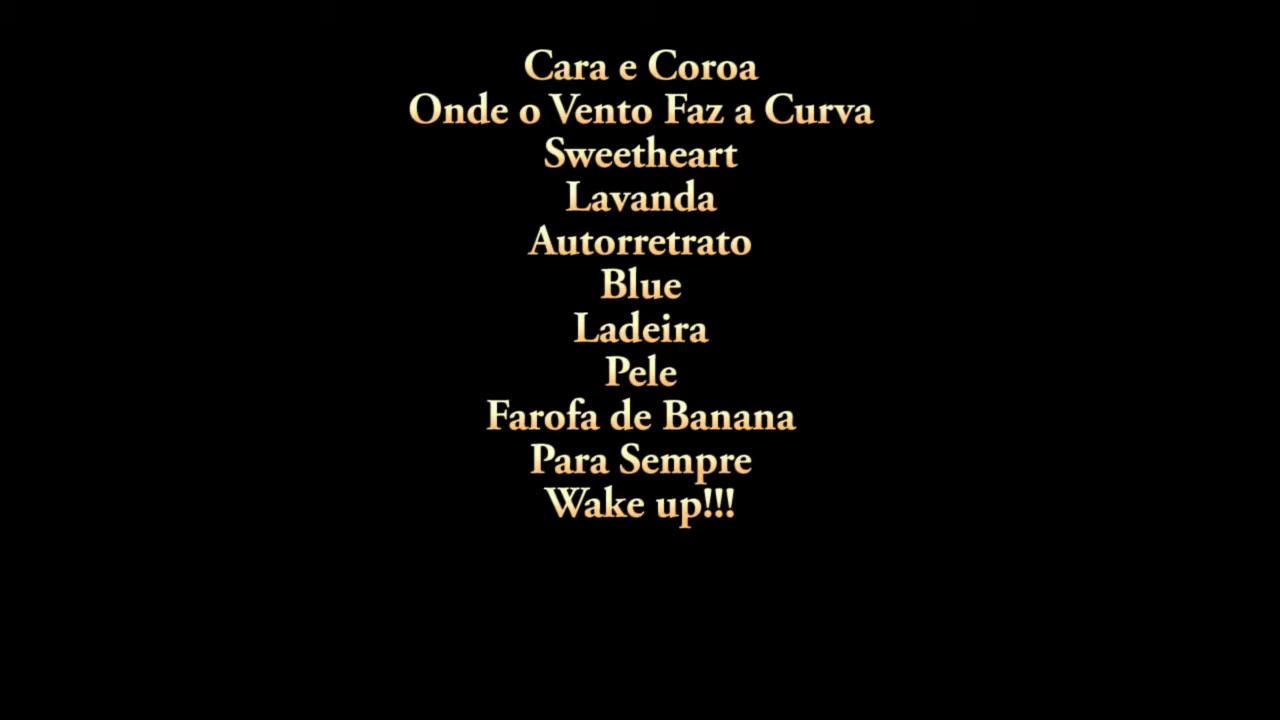 Cara e Coroa
Onde o Vento Faz a Curva
Sweetheart
Lavanda
Autorretrato
Blue
Ladeira
Pele
Farofa de Banana
Para Sempre
Wake up!!!